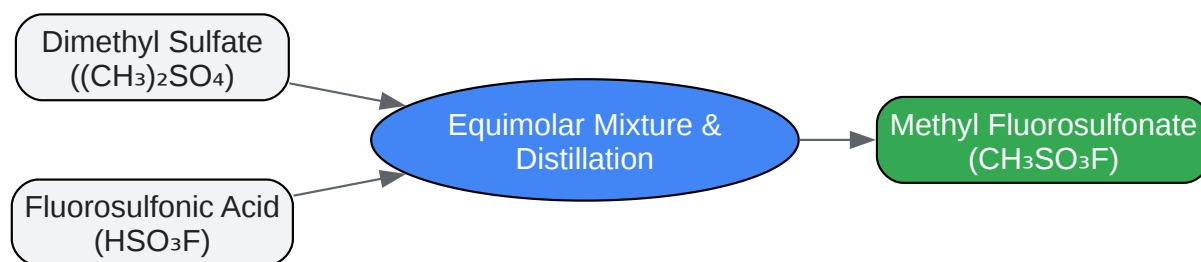 Dimethyl Sulfate
((CH₃)₂SO₄)
Fluorosulfonic Acid
(HSO₃F)
Equimolar Mixture &
Distillation
Methyl Fluorosulfonate
(CH₃SO₃F)